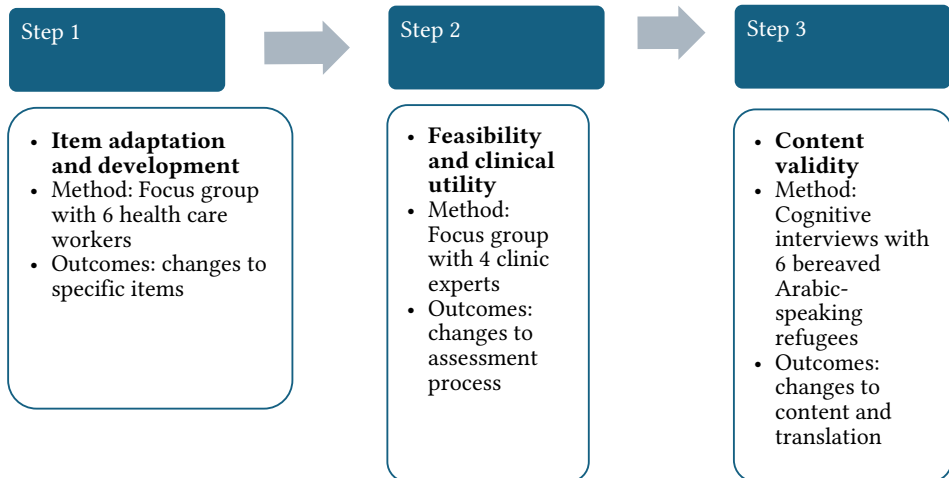 Step 1
• Item adaptation
and development
• Method: Focus group
with 6 health care
workers
• Outcomes: changes to
specific items
Step 2
• Feasibility
and clinical
utility
• Method:
Focus group
with 4 clinic
experts
• Outcomes:
changes to
assessment
process
Step 3
• Content
validity
• Method:
Cognitive
interviews with
6 bereaved
Arabic-
speaking
refugees
• Outcomes:
changes to
content and
translation